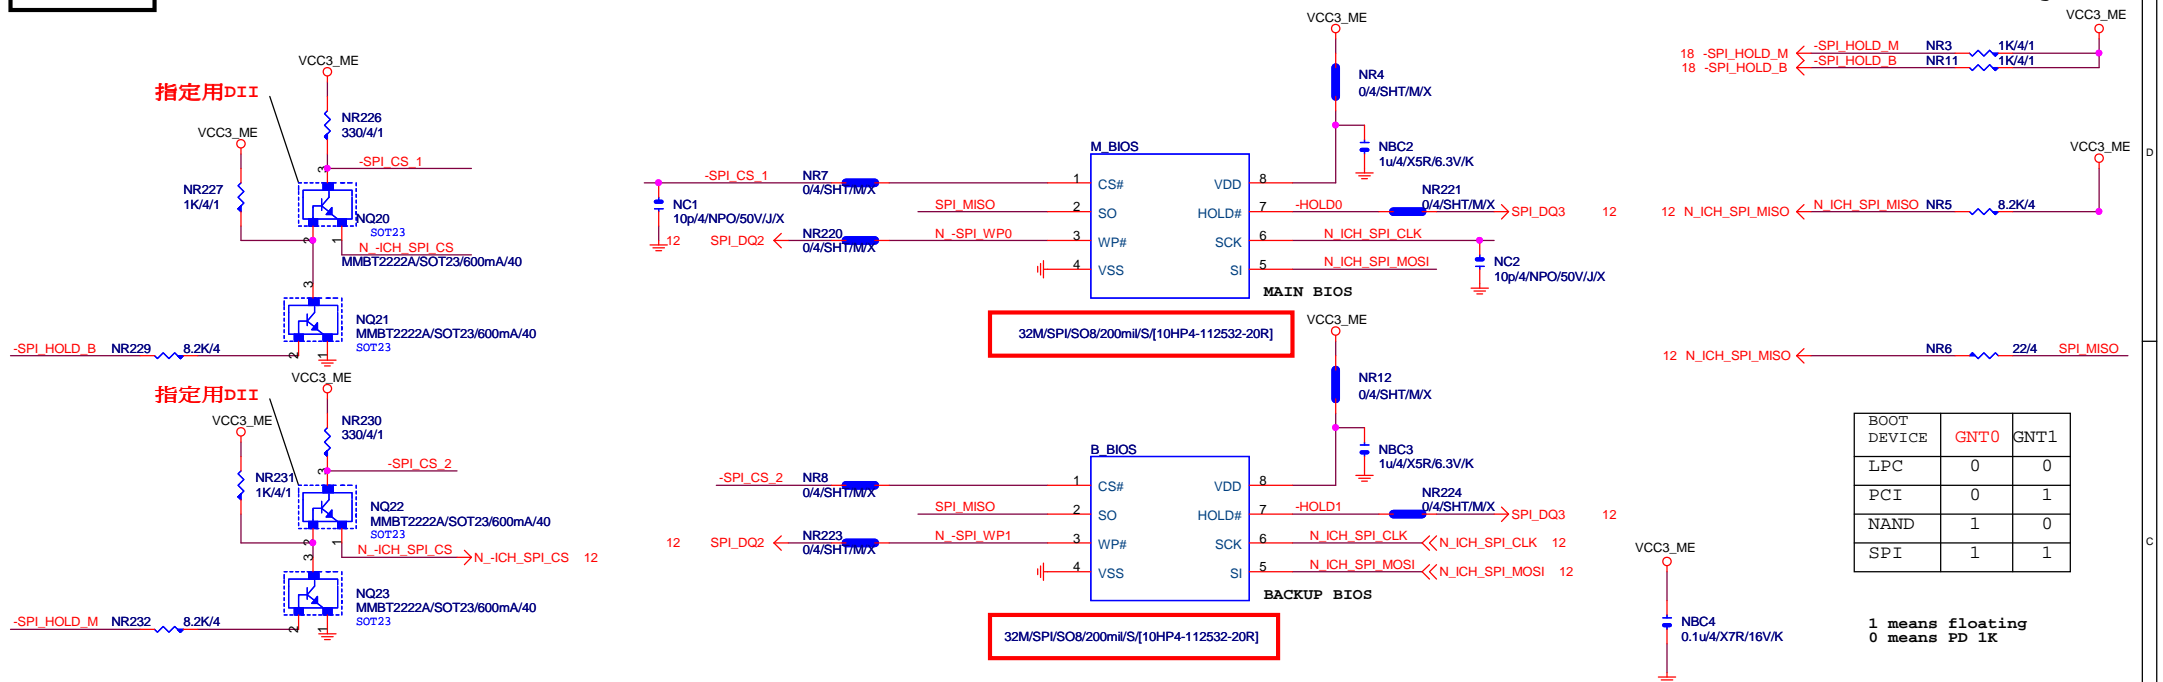 VCC3_ME
指定用DII
NR226
330/4/1
VCC3_ME
-SPI_CS_1
3
NR227
1K/4/1
NQ20
SOT23
2
1
N_-ICH_SPI_CS
MMBT2222A/SOT23/600mA/40
3
NQ21
MMBT2222A/SOT23/600mA/40
SOT23
-SPI_HOLD_B NR229 8.2K/4
2
1
VCC3_ME
指定用DII
VCC3_ME
NR230
330/4/1
-SPI_CS_2
3
NR231
1K/4/1
NQ22
MMBT2222A/SOT23/600mA/40
SOT23
2
1
N_-ICH_SPI_CS
N_-ICH_SPI_CS 12
3
NQ23
MMBT2222A/SOT23/600mA/40
SOT23
-SPI_HOLD_M NR232 8.2K/4
2
1
VCC3_ME
NR4
0/4/SHT/M/X
NBC2
1u/4/X5R/6.3V/K
M_BIOS
-SPI_CS_1 NR7
0/4/SHT/M/X
1 CS#
VDD 8
NC1
10p/4/NPO/50V/J/X
SPI_MISO
2 SO
HOLD# 7
-HOLD0
NR221
0/4/SHT/M/X
SPI_DQ3 12
12 SPI_DQ2
NR220
0/4/SHT/M/X
N_-SPI_WP0
3 WP#
SCK 6
N_ICH_SPI_CLK
NC2
10p/4/NPO/50V/J/X
4 VSS
SI 5
N_ICH_SPI_MOSI
MAIN BIOS
32M/SPI/SO8/200mil/S/[10HP4-112532-20R]
VCC3_ME
NR12
0/4/SHT/M/X
NBC3
1u/4/X5R/6.3V/K
B_BIOS
-SPI_CS_2 NR8
0/4/SHT/M/X
1 CS#
VDD 8
SPI_MISO
2 SO
HOLD# 7
-HOLD1
NR224
0/4/SHT/M/X
SPI_DQ3 12
12 SPI_DQ2
NR223
0/4/SHT/M/X
N_-SPI_WP1
3 WP#
SCK 6
N_ICH_SPI_CLK
N_ICH_SPI_CLK 12
4 VSS
SI 5
N_ICH_SPI_MOSI
N_ICH_SPI_MOSI 12
BACKUP BIOS
32M/SPI/SO8/200mil/S/[10HP4-112532-20R]
VCC3_ME
18 -SPI_HOLD_M -SPI_HOLD_M NR3 1K/4/1
18 -SPI_HOLD_B -SPI_HOLD_B NR11 1K/4/1
VCC3_ME
D
12 N_ICH_SPI_MISO N_ICH_SPI_MISO NR5 8.2K/4
12 N_ICH_SPI_MISO NR6 22/4 SPI_MISO
BOOT
DEVICE GNT0 GNT1
LPC 0 0
PCI 0 1
NAND 1 0
SPI 1 1
C
VCC3_ME
NBC4
0.1u/4/X7R/16V/K
1 means floating
0 means PD 1K